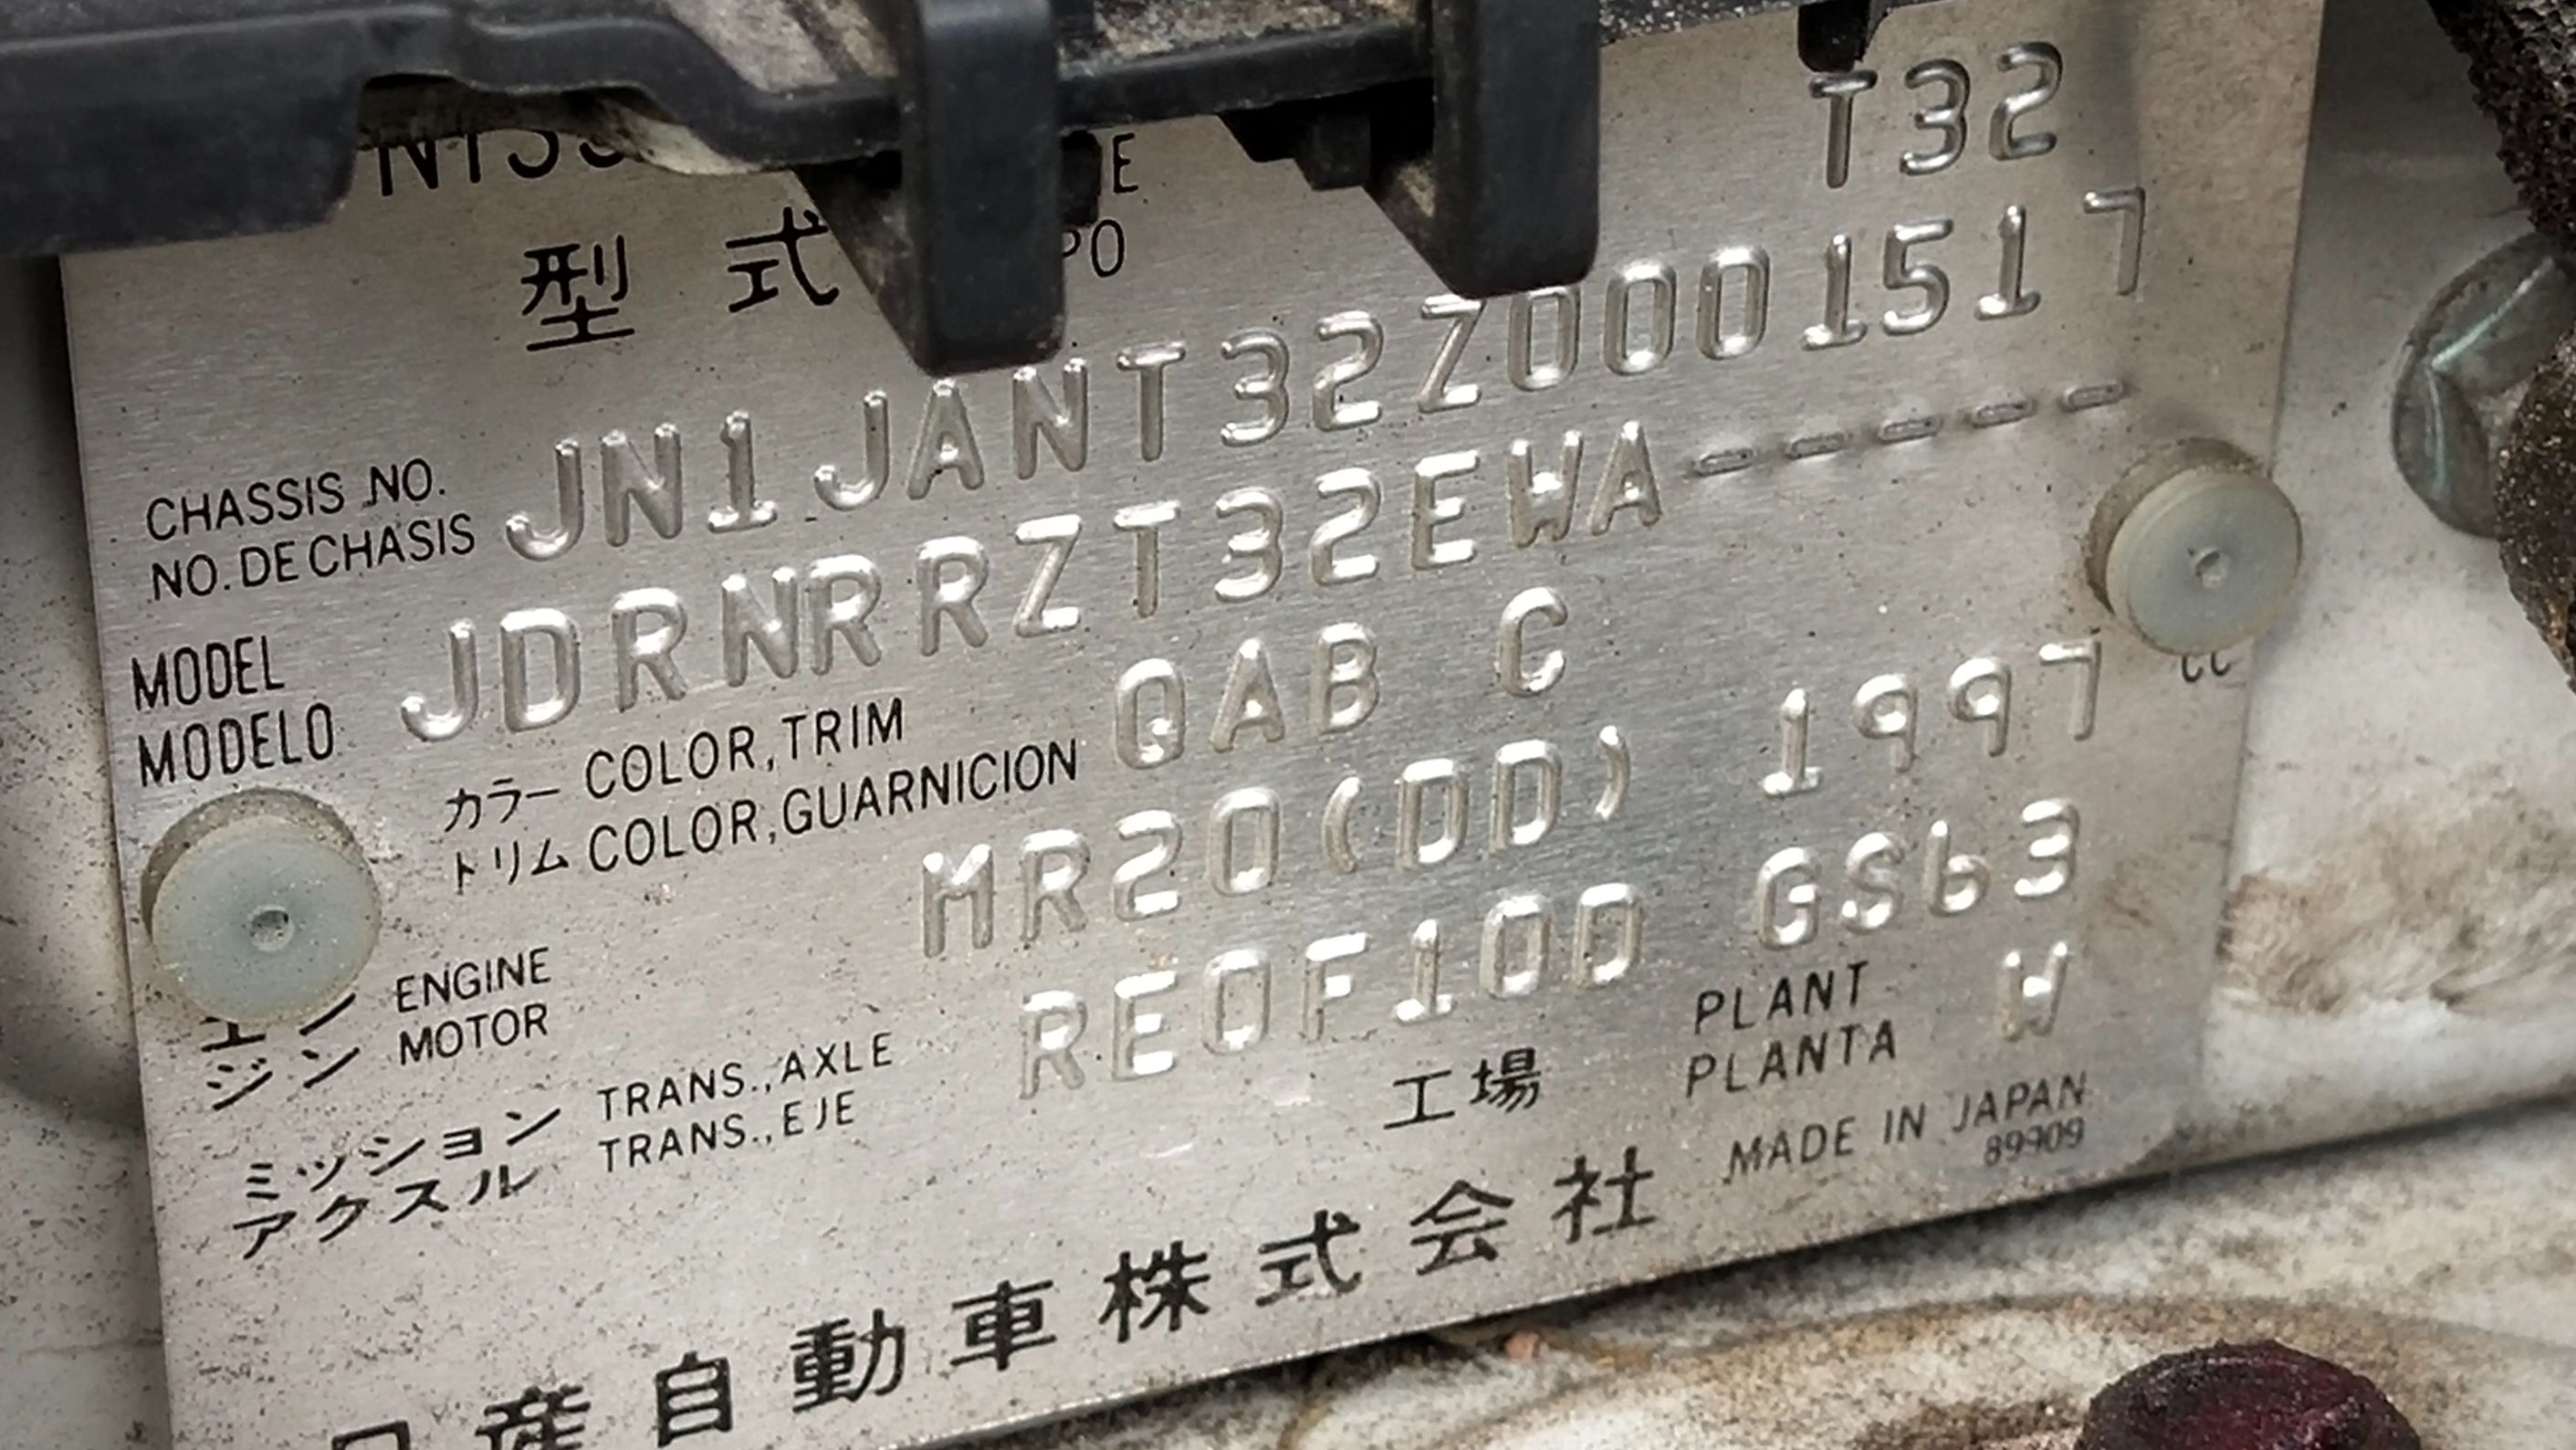 T32
型 式
CHASSIS NO. JN1JANT32Z0001517
NO. DE CHASIS
MODEL JDRNRRZT32EWA-----
MODELO
カラー COLOR, TRIM QAB C
トリム COLOR, GUARNICION
エン ENGINE MR20(DD) 1997 cc
ジン MOTOR
ミッション TRANS., AXLE RE0F10D GS63
アクスル TRANS., EJE
工場 PLANT W
PLANTA
MADE IN JAPAN
89909
日産自動車株式会社